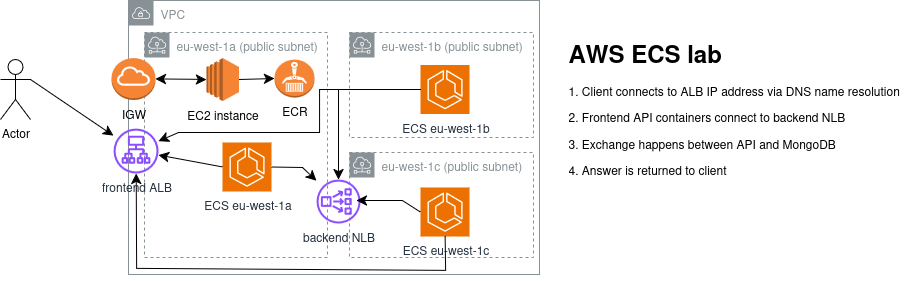 VPC
eu-west-1a (public subnet)
eu-west-1b (public subnet)
IGW
EC2 instance
ECR
Actor
ECS eu-west-1b
eu-west-1c (public subnet)
frontend ALB
ECS eu-west-1a
backend NLB
ECS eu-west-1c
AWS ECS lab
1. Client connects to ALB IP address via DNS name resolution
2. Frontend API containers connect to backend NLB
3. Exchange happens between API and MongoDB
4. Answer is returned to client